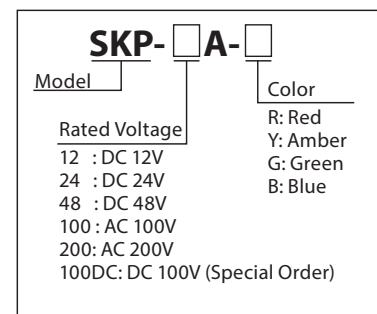 SKP-□A-□
Model
Rated Voltage
12 : DC 12V
24 : DC 24V
48 : DC 48V
100 : AC 100V
200: AC 200V
100DC: DC 100V (Special Order)
Color
R: Red
Y: Amber
G: Green
B: Blue